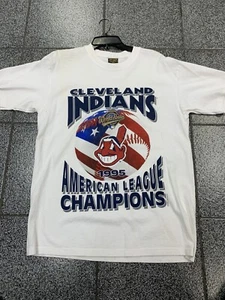 CLEVELAND
INDIANS
1995
AMERICAN LEAGUE
CHAMPIONS